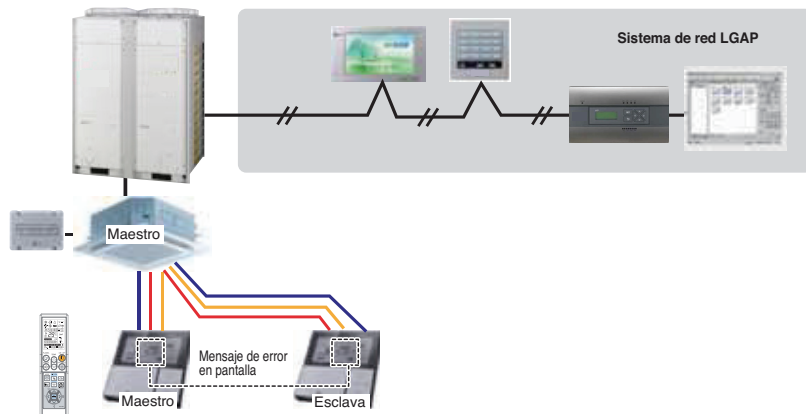 Sistema de red LGAP
Maestro
Mensaje de error
en pantalla
Maestro
Esclava